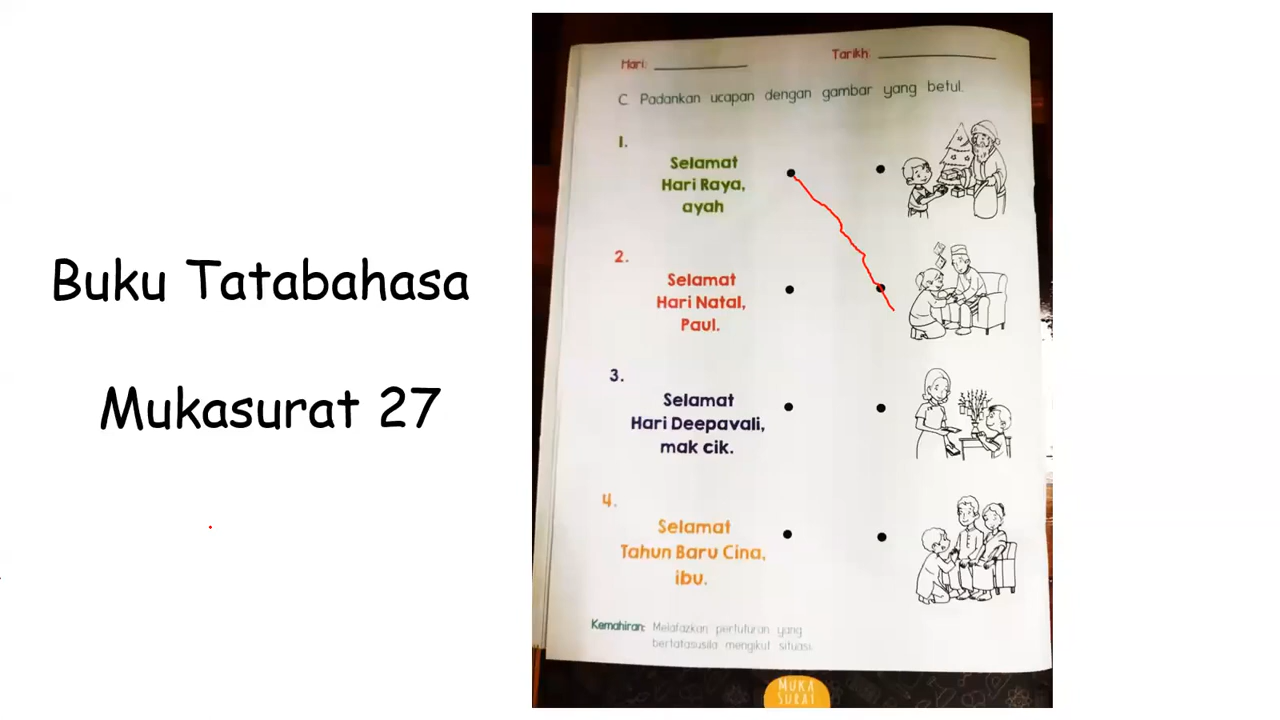 Buku Tatabahasa
Mukasurat 27
Hari:
Tarikh:
C. Padankan ucapan dengan gambar yang betul.
1.
Selamat
Hari Raya,
ayah
2.
Selamat
Hari Natal,
Paul.
3.
Selamat
Hari Deepavali,
mak cik.
4.
Selamat
Tahun Baru Cina,
ibu.
Kemahiran: Melafazkan pertuturan yang
bertatasusila mengikut situasi.
MUKA
SURAT